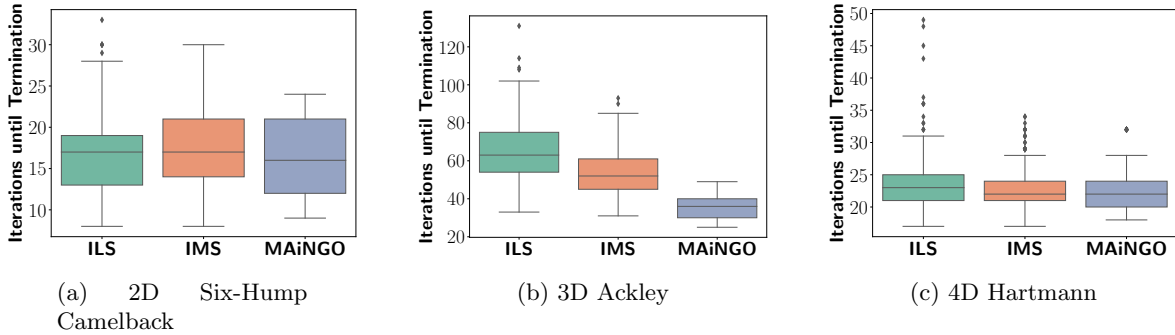 Iterations until Termination
30
25
20
15
10
ILS
IMS
MAiNGO
(a) 2D Six-Hump
Camelback
Iterations until Termination
120
100
80
60
40
20
ILS
IMS
MAiNGO
(b) 3D Ackley
Iterations until Termination
50
45
40
35
30
25
20
ILS
IMS
MAiNGO
(c) 4D Hartmann